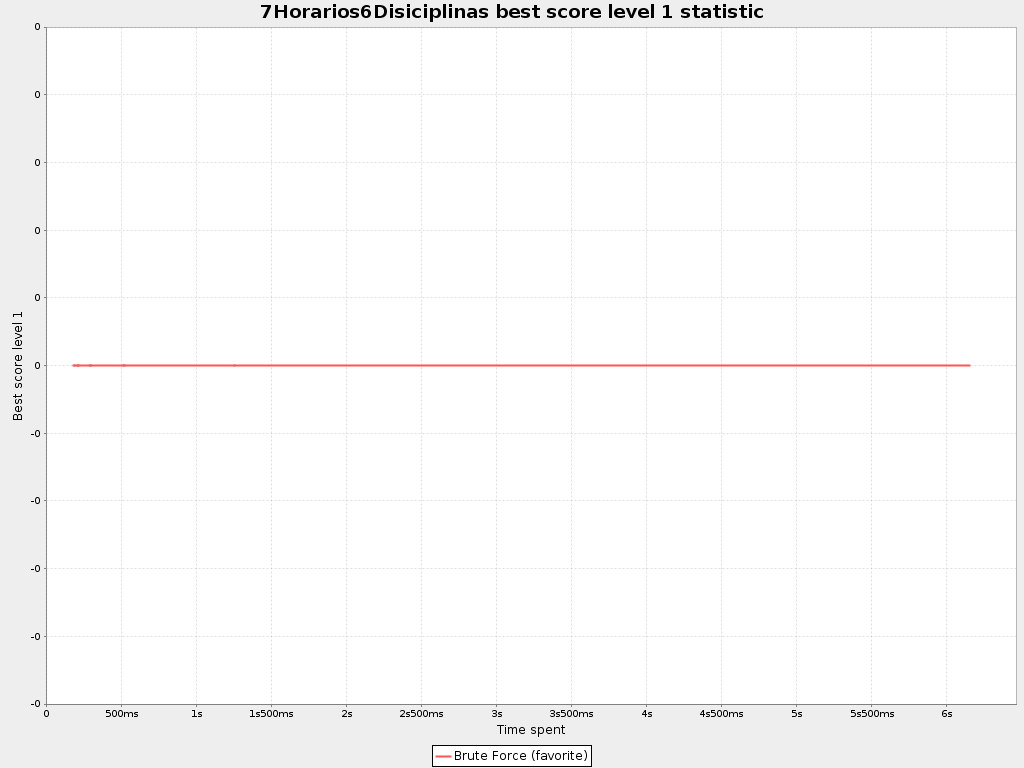 7Horarios6Disiciplinas best score level 1 statistic
0
0
0
0
0
0
-0
-0
-0
-0
-0
Best score level 1
0 500ms 1s 1s500ms 2s 2s500ms 3s 3s500ms 4s 4s500ms 5s 5s500ms 6s
Time spent
Brute Force (favorite)